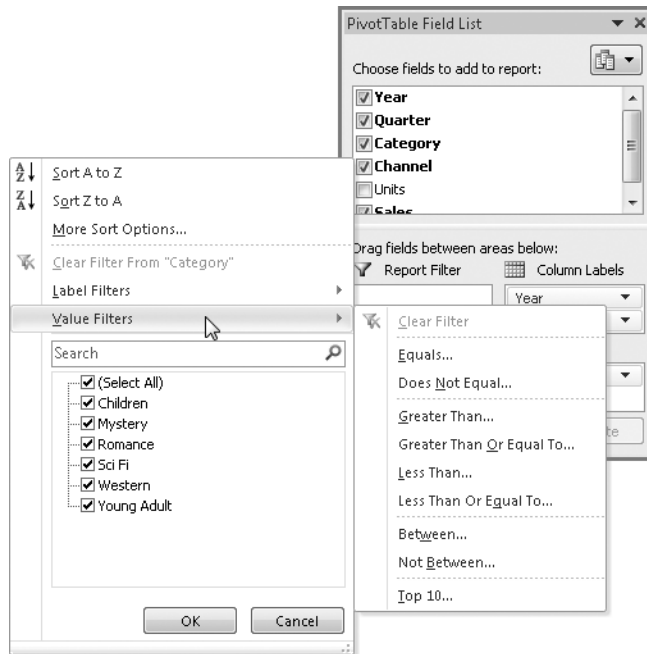 PivotTable Field List
Choose fields to add to report:
Year
Quarter
Category
Channel
Units
Sales
Drag fields between areas below:
Report Filter
Column Labels
Year
Sort A to Z
Sort Z to A
More Sort Options...
Clear Filter From "Category"
Label Filters
Value Filters
Search
(Select All)
Children
Mystery
Romance
Sci Fi
Western
Young Adult
OK
Cancel
Clear Filter
Equals...
Does Not Equal...
Greater Than...
Greater Than Or Equal To...
Less Than...
Less Than Or Equal To...
Between...
Not Between...
Top 10...